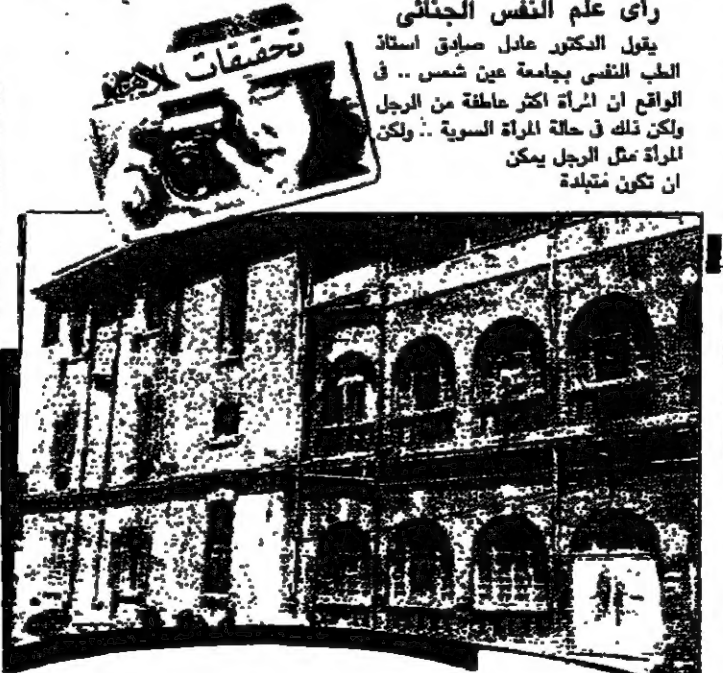 رأى علم النفس الجنائى
يقول الدكتور عادل صادق استاذ
الطب النفسى بجامعة عين شمس .. فى
الواقع ان المرأة اكثر عاطفة من الرجل
ولكن ذلك فى حالة المرأة السوية .. ولكن
المرأة مثل الرجل يمكن
ان تكون متبلدة
تحقيقات